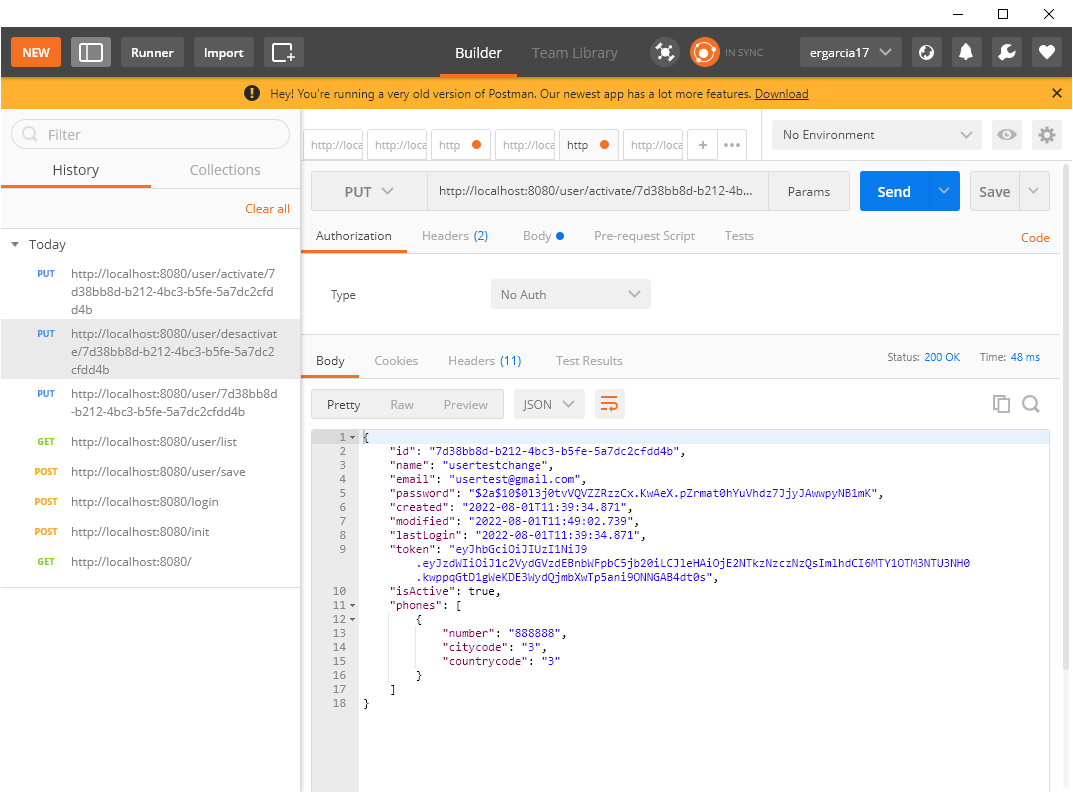 NEW Runner Import Builder Team Library IN SYNC ergarcia17
Hey! You're running a very old version of Postman. Our newest app has a lot more features. Download
Filter
History Collections
Clear all
Today
PUT http://localhost:8080/user/activate/7
d38bb8d-b212-4bc3-b5fe-5a7dc2cfd
d4b
PUT http://localhost:8080/user/desactivat
e/7d38bb8d-b212-4bc3-b5fe-5a7dc2
cfdd4b
PUT http://localhost:8080/user/7d38bb8d
-b212-4bc3-b5fe-5a7dc2cfdd4b
GET http://localhost:8080/user/list
POST http://localhost:8080/user/save
POST http://localhost:8080/login
POST http://localhost:8080/init
GET http://localhost:8080/
http://loca http://loca http http://loca http http://loca + ••• No Environment
PUT http://localhost:8080/user/activate/7d38bb8d-b212-4b... Params Send Save
Authorization Headers (2) Body Pre-request Script Tests Code
Type No Auth
Body Cookies Headers (11) Test Results Status: 200 OK Time: 48 ms
Pretty Raw Preview JSON
1 {
2 "id": "7d38bb8d-b212-4bc3-b5fe-5a7dc2cfdd4b",
3 "name": "usertestchange",
4 "email": "usertest@gmail.com",
5 "password": "$2a$10$0l3j0tvVQVZZRzzCx.KwAeX.pZrmat0hYuVhdz7JjyJAwwpyNB1mK",
6 "created": "2022-08-01T11:39:34.871",
7 "modified": "2022-08-01T11:49:02.739",
8 "lastLogin": "2022-08-01T11:39:34.871",
9 "token": "eyJhbGciOiJIUzI1NiJ9
.eyJzdWIiOiJ1c2VydGVzdEBnbWFpbC5jb20iLCJleHAiOjE2NTkzNzczNzQsImlhdCI6MTY1OTM3NTU3NH0
.kwppqGtD1gWeKDE3WydQjmbXwTp5ani9ONNGAB4dt0s",
10 "isActive": true,
11 "phones": [
12 {
13 "number": "888888",
14 "citycode": "3",
15 "countrycode": "3"
16 }
17 ]
18 }